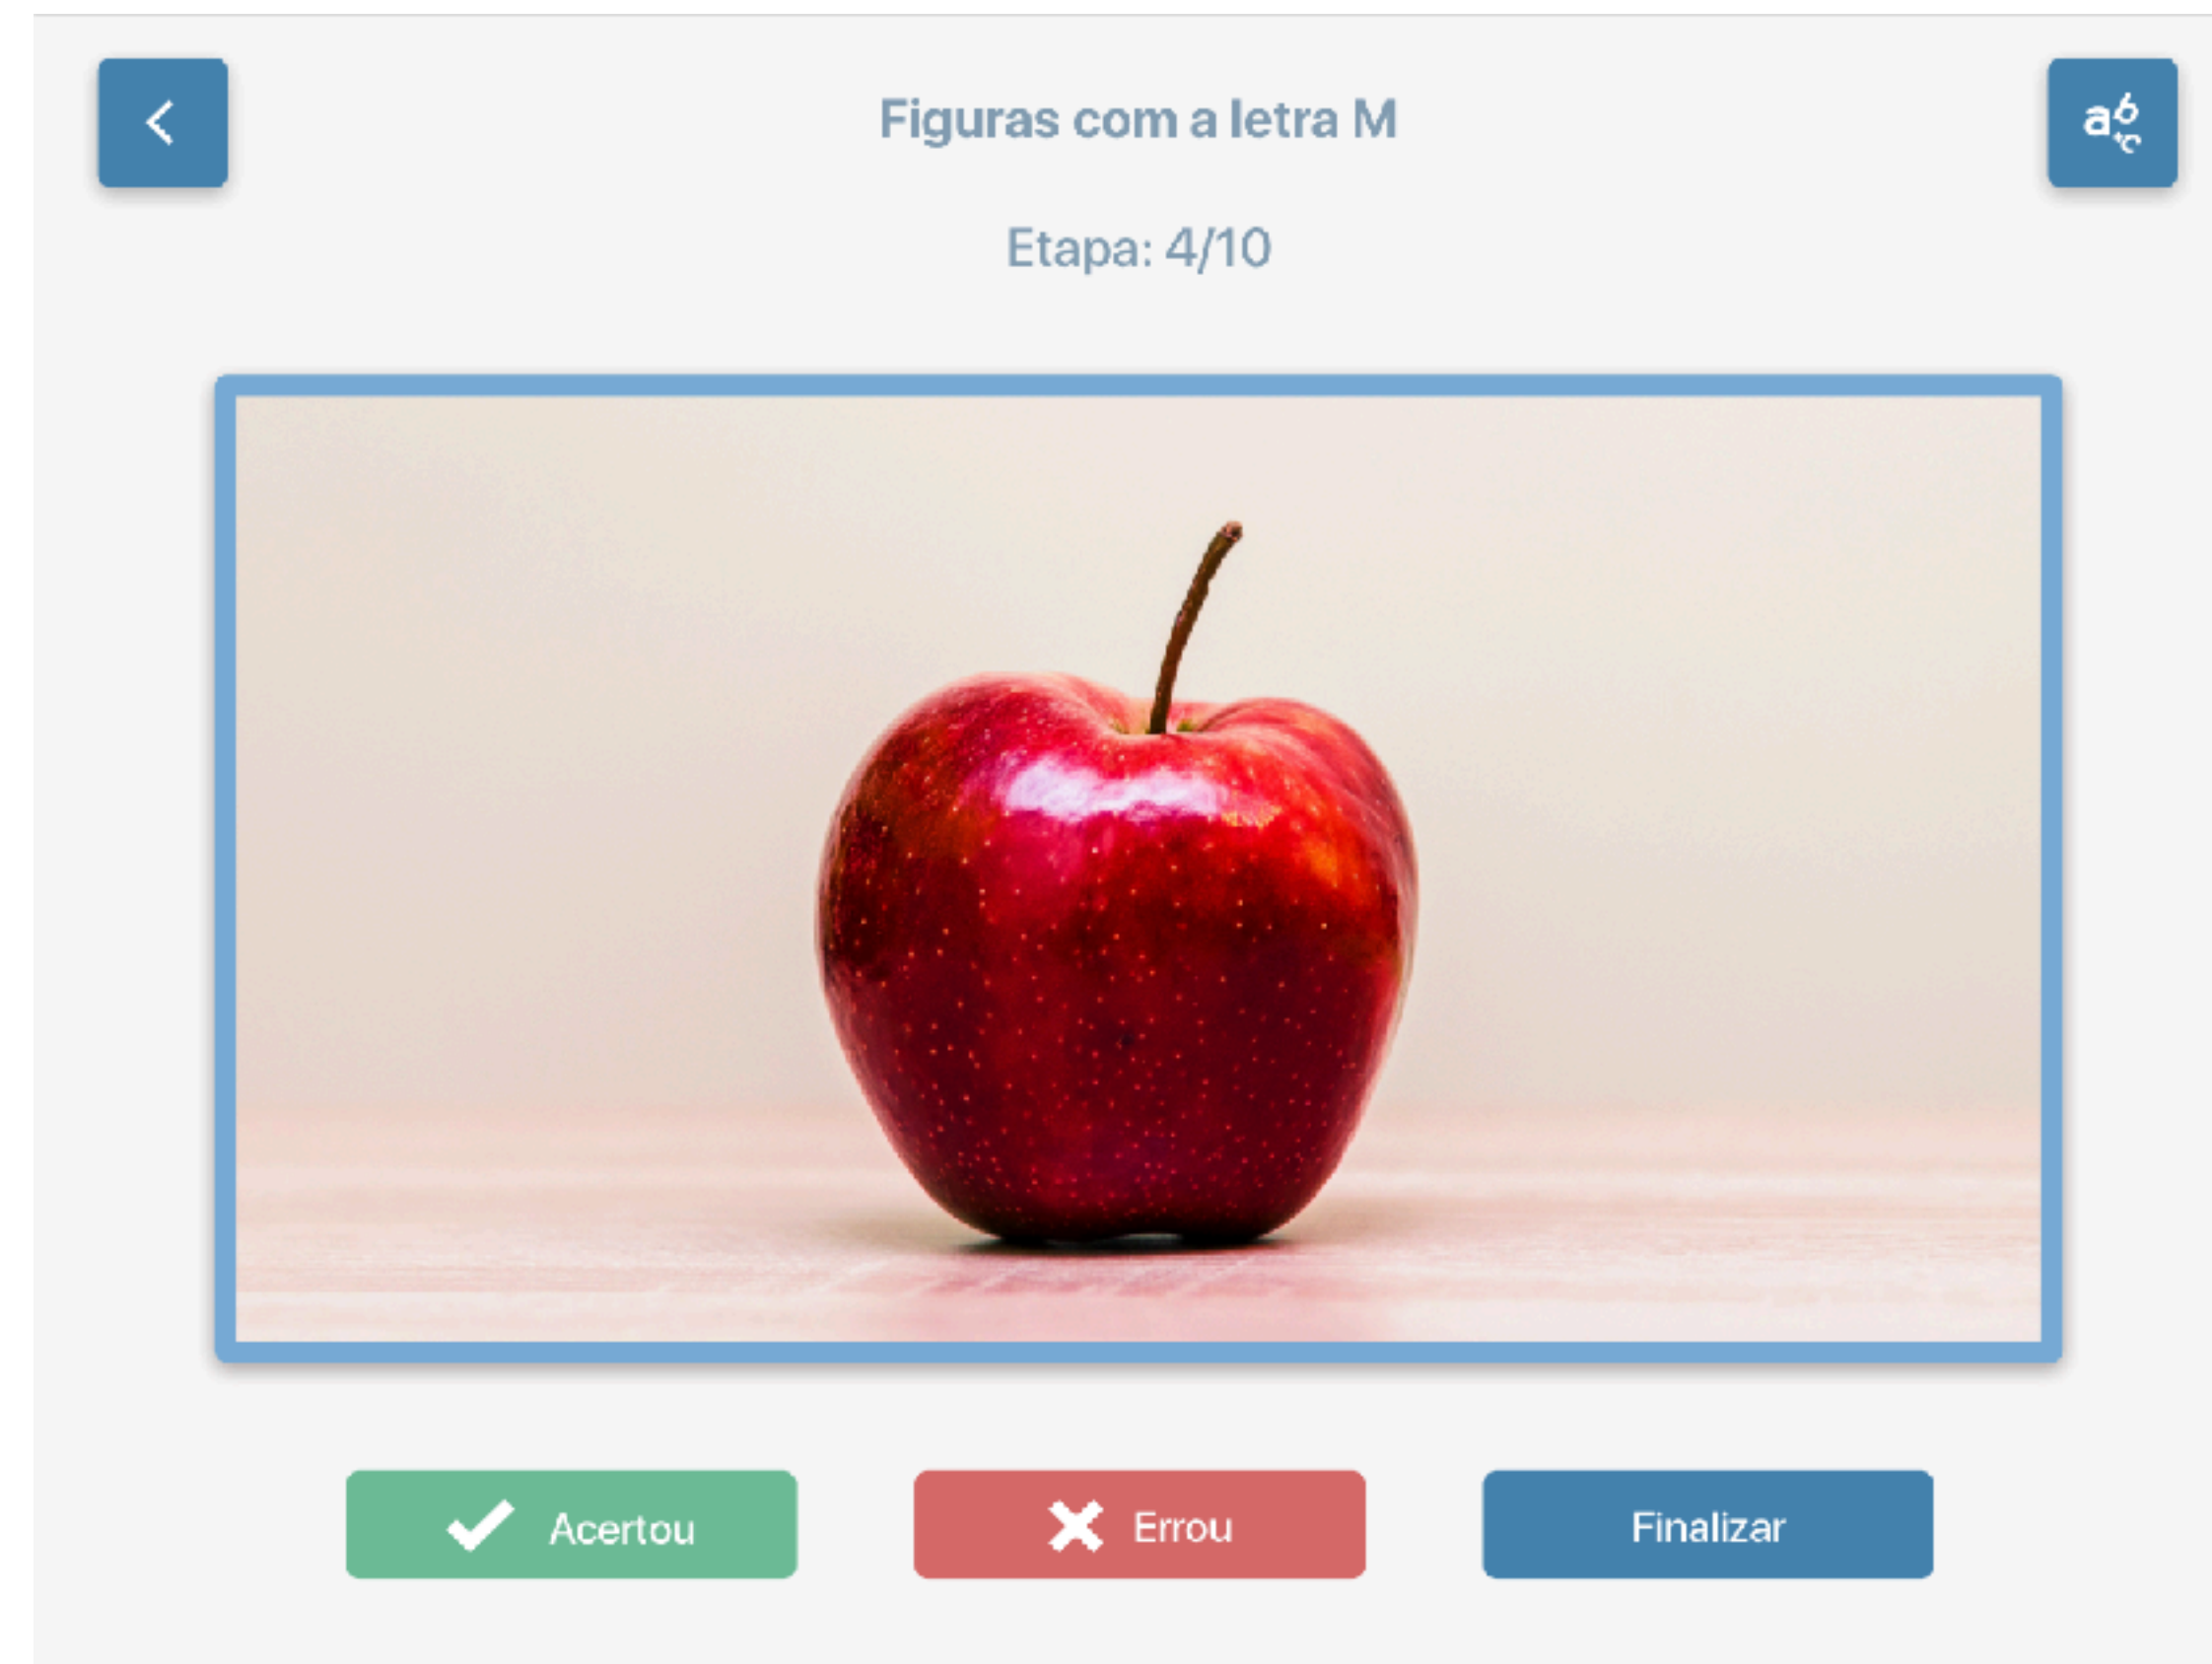 Figuras com a letra M
Etapa: 4/10
Acertou
Errou
Finalizar